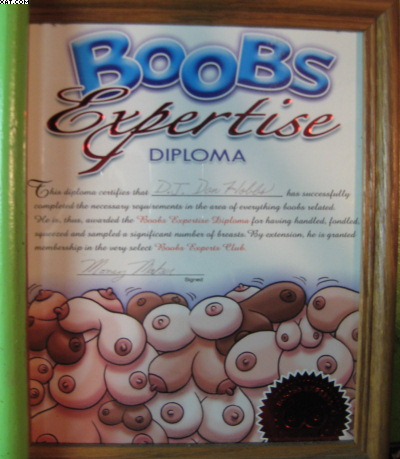 BOOBS
Expertise
DIPLOMA
This diploma certifies that D.J. Dan has successfully
completed the necessary requirements in the area of everything boobs related.
He is, thus, awarded the Boobs Expertise Diploma for having handled, fondled,
squeezed and sampled a significant number of breasts. By extension, he is granted
membership in the very select Boobs Experts Club.
Money
Signed